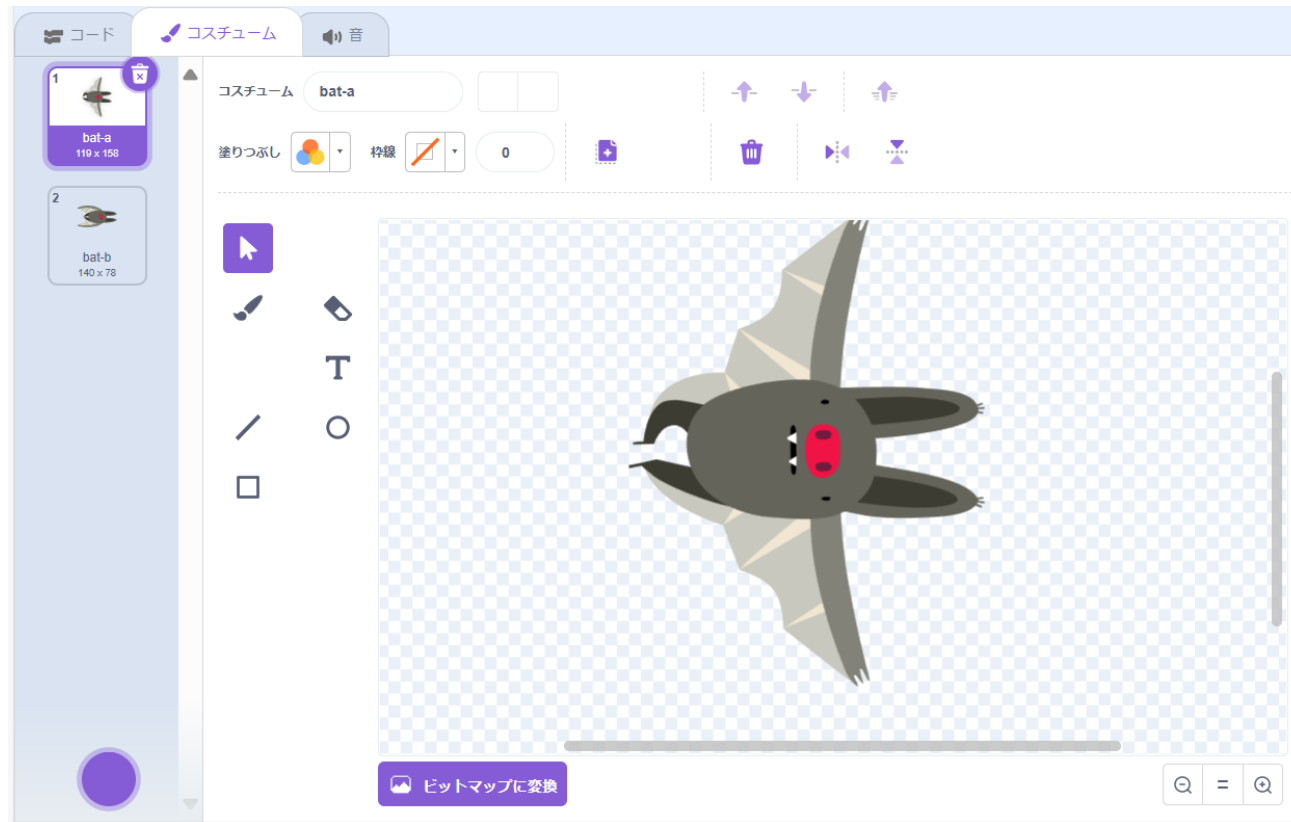 コード
コスチューム
音
1
bat-a
119 x 158
2
bat-b
140 x 78
コスチューム bat-a
塗りつぶし 枠線 0
T
ビットマップに変換
=